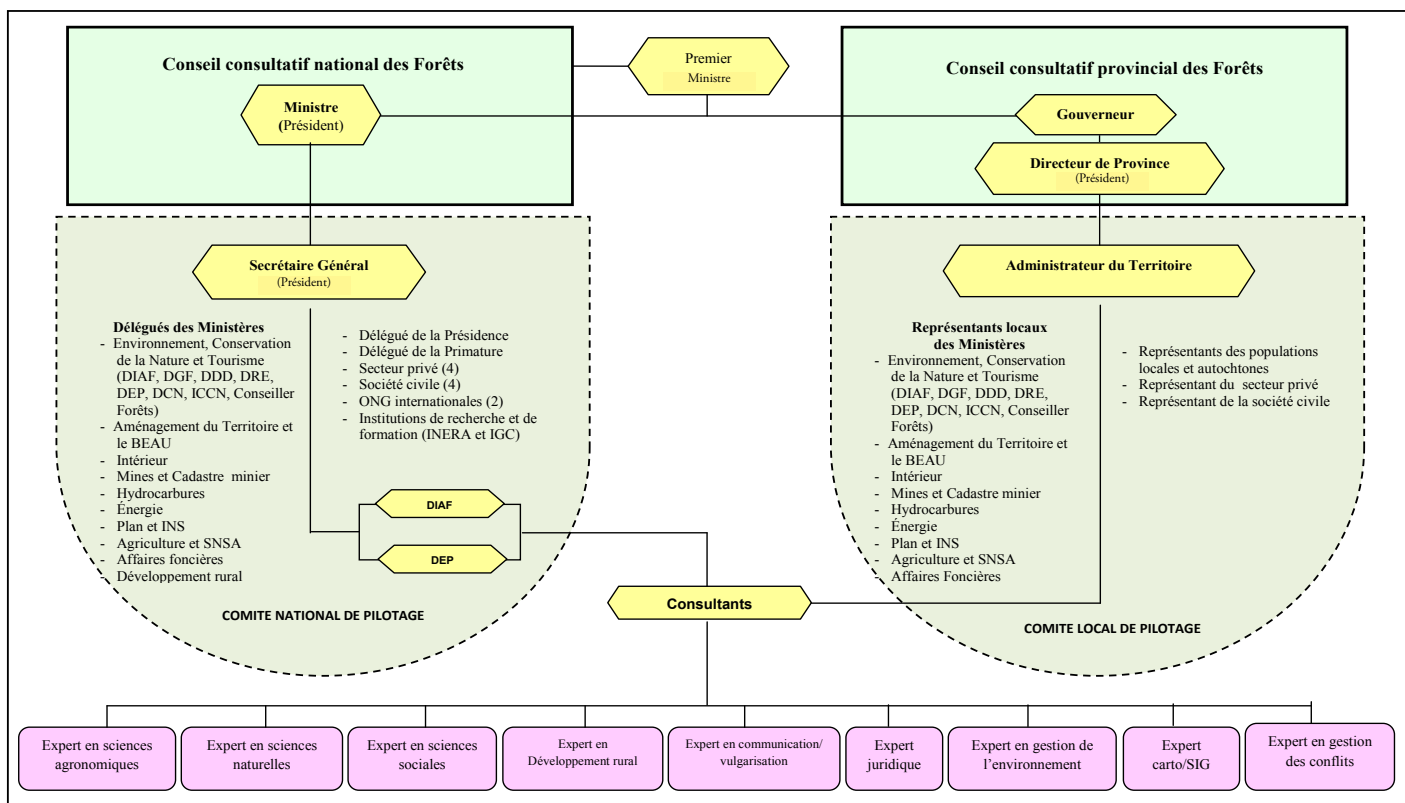 Conseil consultatif national des Forêts
Premier
Ministre
Conseil consultatif provincial des Forêts
Ministre
(Président)
Gouverneur
Directeur de Province
(Président)
Secrétaire Général
(Président)
Délégués des Ministères
- Environnement, Conservation
de la Nature et Tourisme
(DIAF, DGF, DDD, DRE,
DEP, DCN, ICCN, Conseiller
Forêts)
- Aménagement du Territoire et
le BEAU
- Intérieur
- Mines et Cadastre minier
- Hydrocarbures
- Énergie
- Plan et INS
- Agriculture et SNSA
- Affaires foncières
- Développement rural
- Délégué de la Présidence
- Délégué de la Primature
- Secteur privé (4)
- Société civile (4)
- ONG internationales (2)
- Institutions de recherche et de
formation (INERA et IGC)
DIAF
DEP
COMITE NATIONAL DE PILOTAGE
Administrateur du Territoire
Représentants locaux
des Ministères
- Environnement, Conservation
de la Nature et Tourisme
(DIAF, DGF, DDD, DRE,
DEP, DCN, ICCN, Conseiller
Forêts)
- Aménagement du Territoire et
le BEAU
- Intérieur
- Mines et Cadastre minier
- Hydrocarbures
- Énergie
- Plan et INS
- Agriculture et SNSA
- Affaires Foncières
- Représentants des populations
locales et autochtones
- Représentant du secteur privé
- Représentant de la société civile
COMITE LOCAL DE PILOTAGE
Consultants
Expert en sciences
agronomiques
Expert en sciences
naturelles
Expert en sciences
sociales
Expert en
Développement rural
Expert en communication/
vulgarisation
Expert
juridique
Expert en gestion de
l'environnement
Expert
carto/SIG
Expert en gestion
des conflits